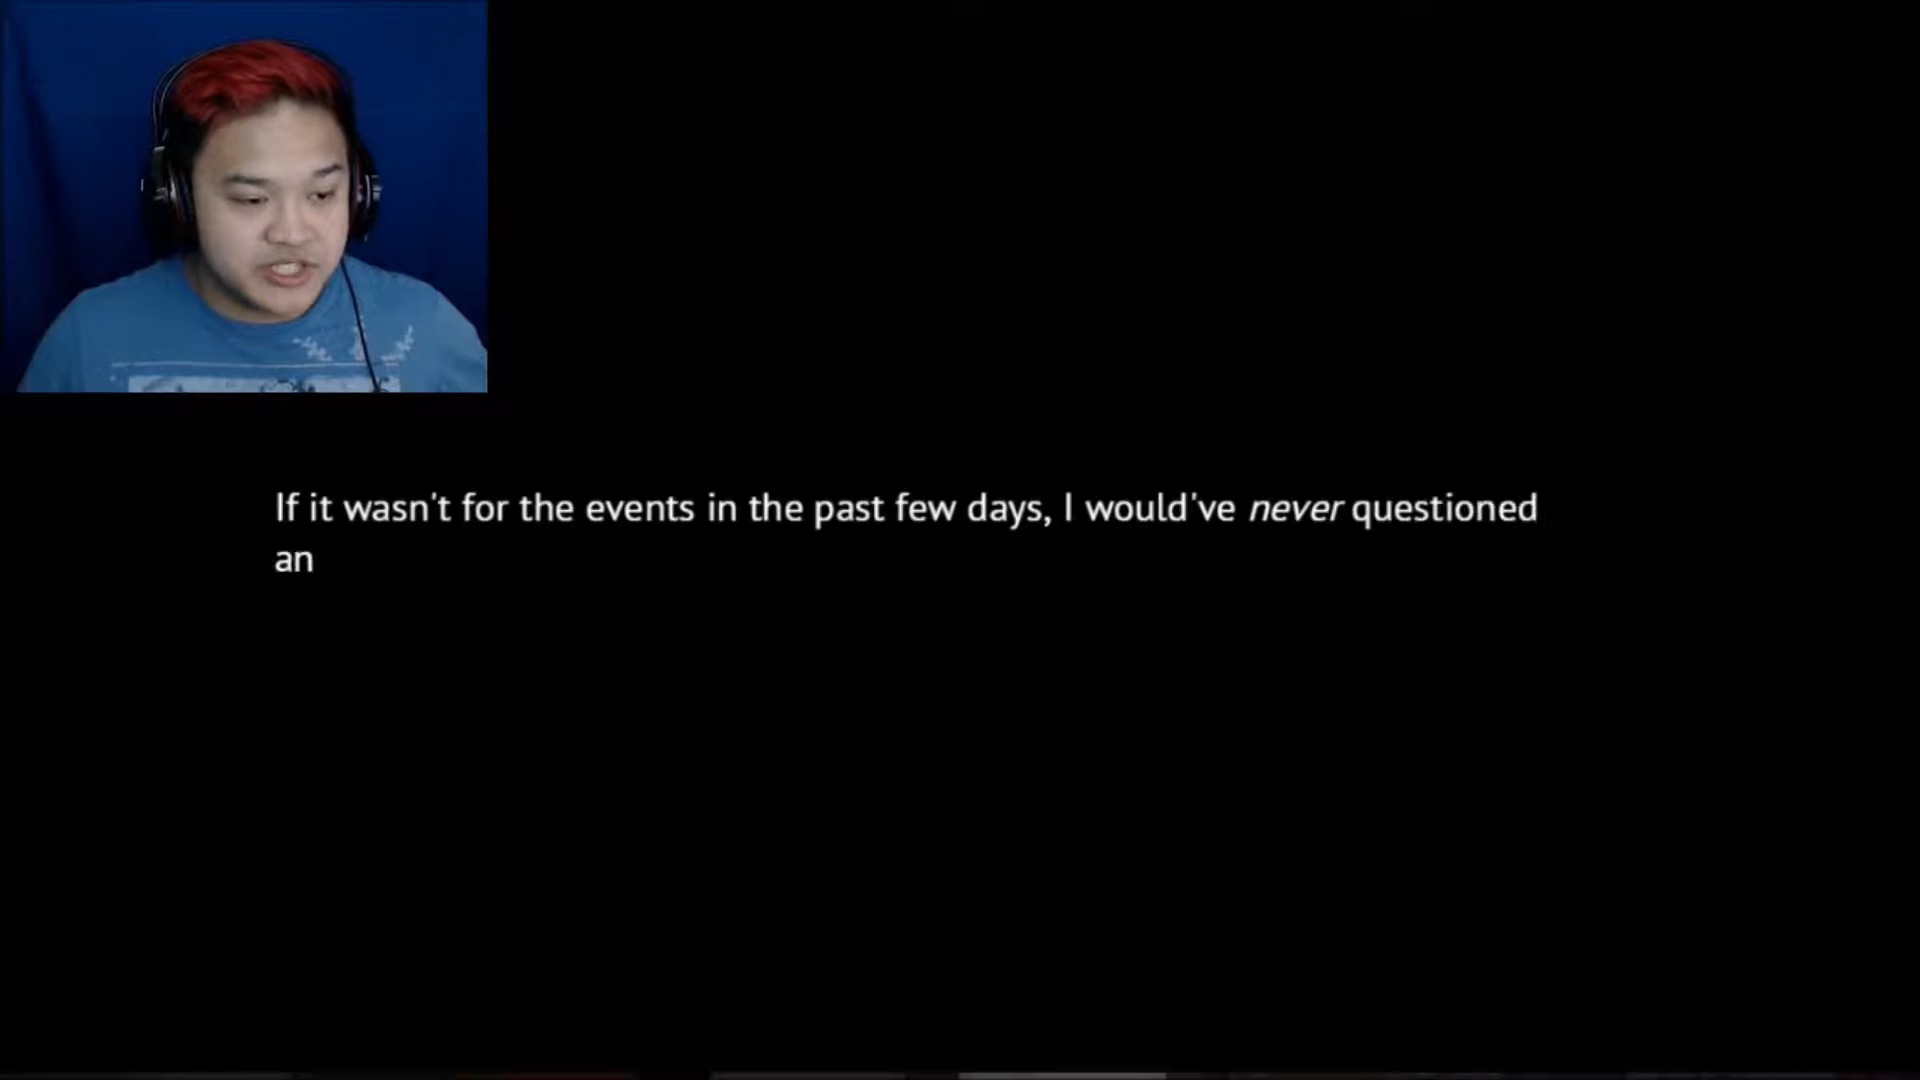 If it wasn't for the events in the past few days, I would've never questioned
an